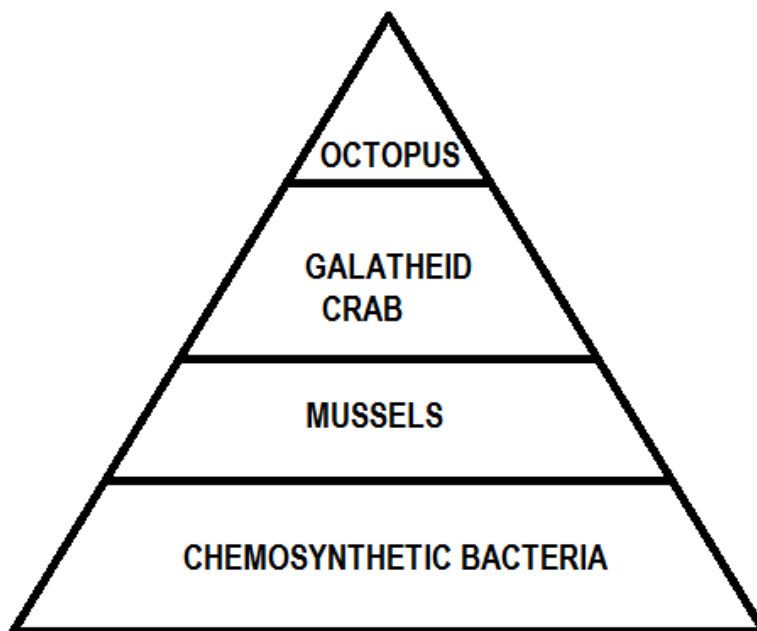 OCTOPUS
GALATHEID
CRAB
MUSSELS
CHEMOSYNTHETIC BACTERIA